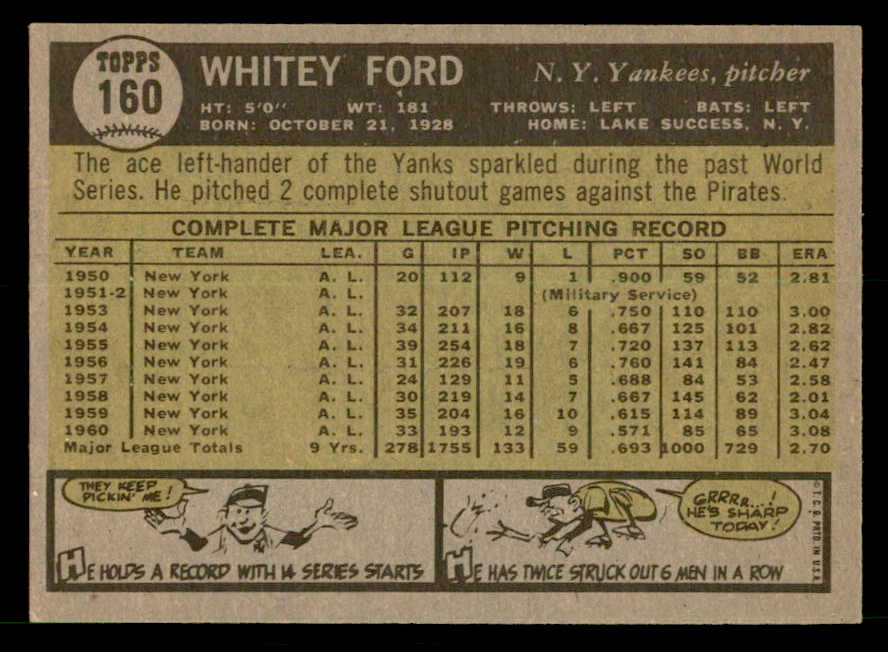 TOPPS
160
WHITEY FORD
N. Y. Yankees, pitcher
HT: 5'0" WT: 181 THROWS: LEFT BATS: LEFT
BORN: OCTOBER 21, 1928 HOME: LAKE SUCCESS, N. Y.
The ace left-hander of the Yanks sparkled during the past World
Series. He pitched 2 complete shutout games against the Pirates.
COMPLETE MAJOR LEAGUE PITCHING RECORD
YEAR TEAM LEA. G IP W L PCT SO BB ERA
1950 New York A. L. 20 112 9 1 .900 59 52 2.81
1951-2 New York A. L. (Military Service)
1953 New York A. L. 32 207 18 6 .750 110 110 3.00
1954 New York A. L. 34 211 16 8 .667 125 101 2.82
1955 New York A. L. 39 254 18 7 .720 137 113 2.62
1956 New York A. L. 31 226 19 6 .760 141 84 2.47
1957 New York A. L. 24 129 11 5 .688 84 53 2.58
1958 New York A. L. 30 219 14 7 .667 145 62 2.01
1959 New York A. L. 35 204 16 10 .615 114 89 3.04
1960 New York A. L. 33 193 12 9 .571 85 65 3.08
Major League Totals 9 Yrs. 278 1755 133 59 .693 1000 729 2.70
THEY KEEP
PICKIN' ME!
HE HOLDS A RECORD WITH 14 SERIES STARTS
GRRRR...!
HE'S SHARP
TODAY!
HE HAS TWICE STRUCK OUT 6 MEN IN A ROW
© T. C. G. PRTD. IN U.S.A.